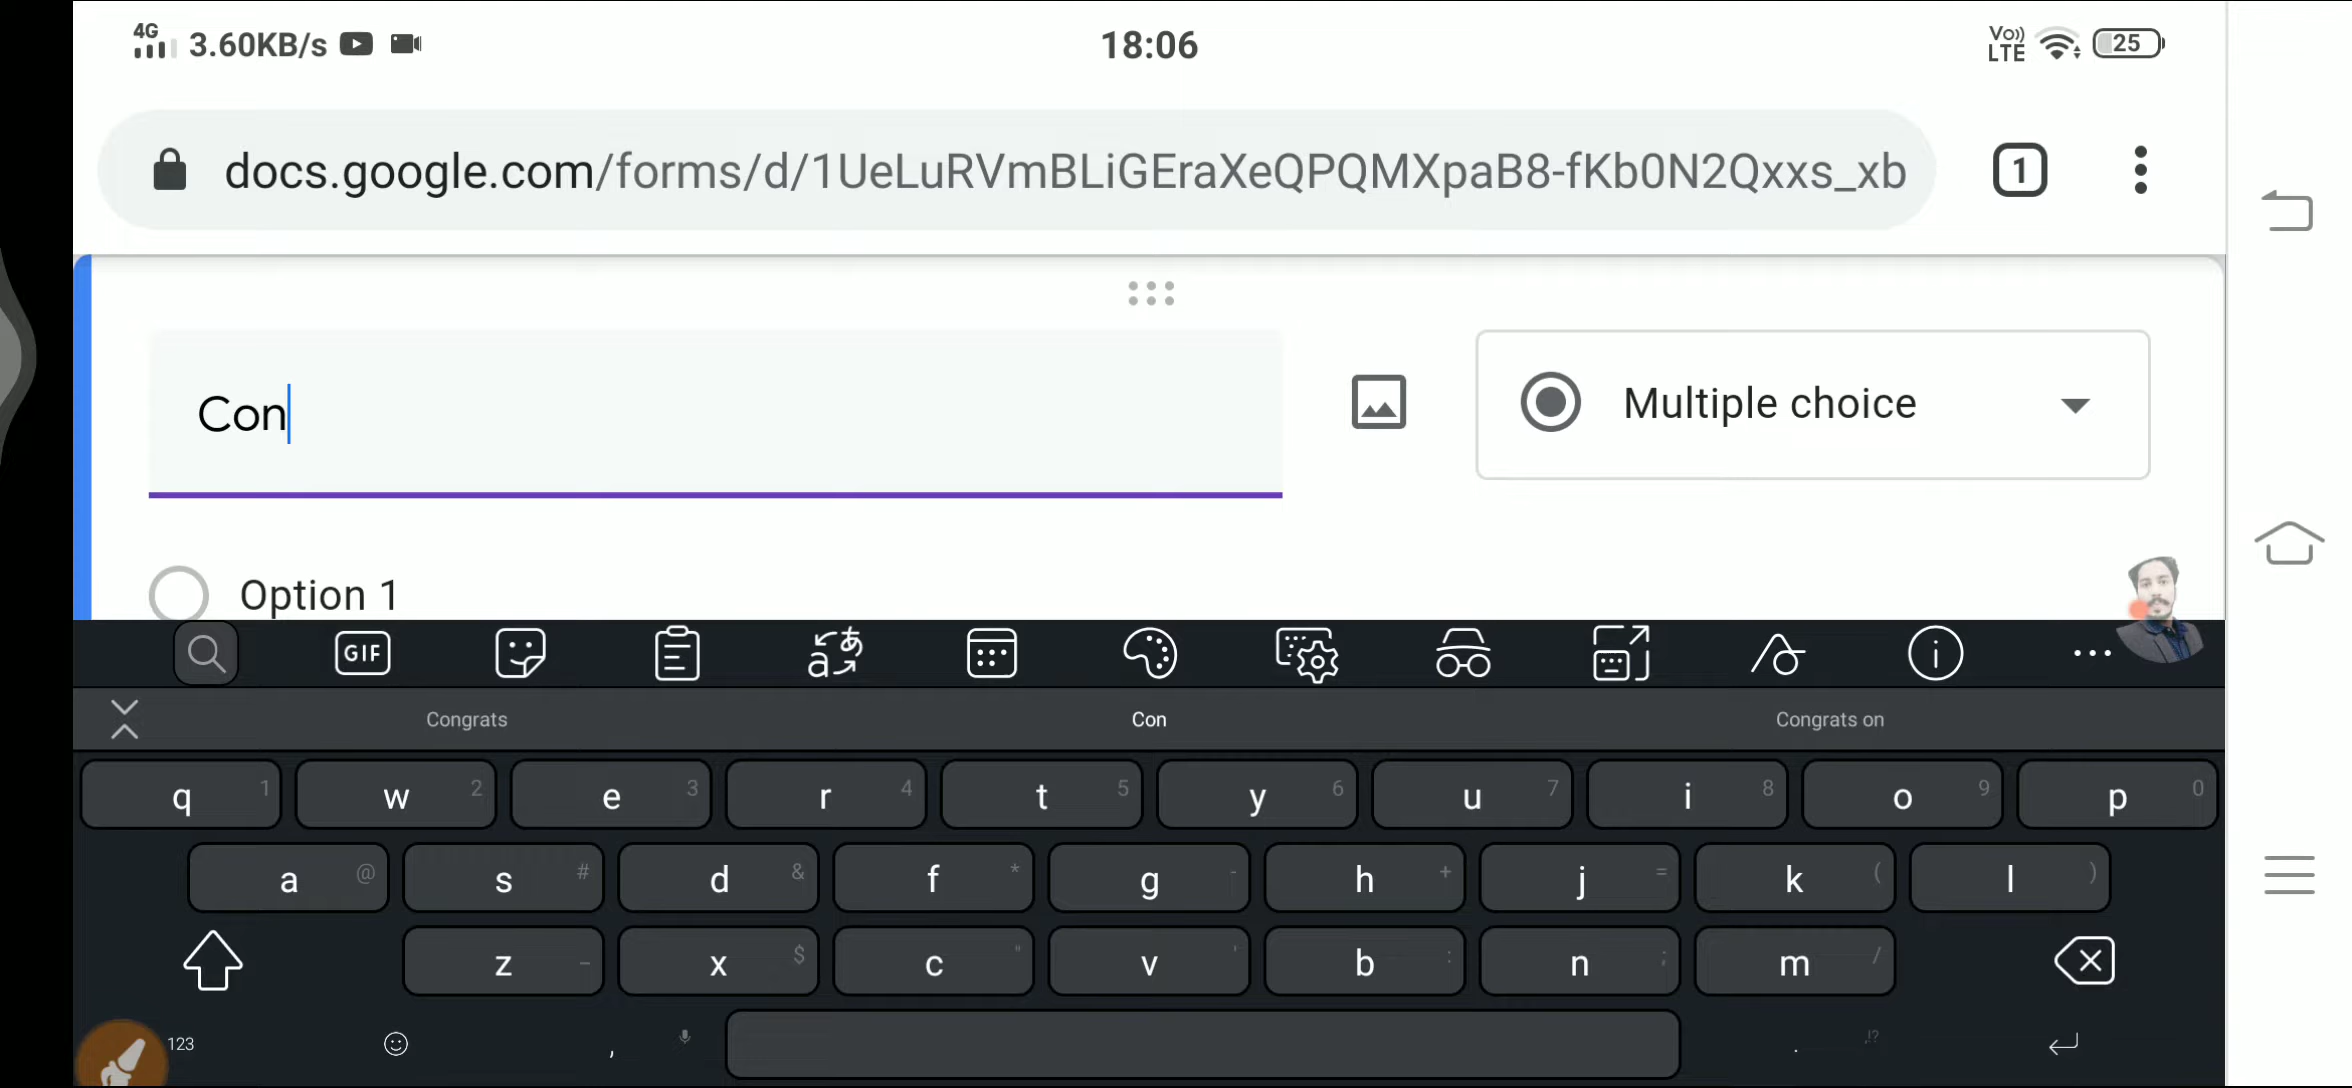 4G 3.60KB/s 18:06 Vo)) LTE 25
docs.google.com/forms/d/1UeLuRVmBLiGEraXeQPQMXpaB8-fKb0N2Qxxs_xb 1
Con Multiple choice
Option 1
GIF
Congrats Con Congrats on
q 1 w 2 e 3 r 4 t 5 y 6 u 7 i 8 o 9 p 0
a @ s # d & f * g - h + j = k ( l )
z _ x $ c " v ' b : n ; m /
123 , . ,!?